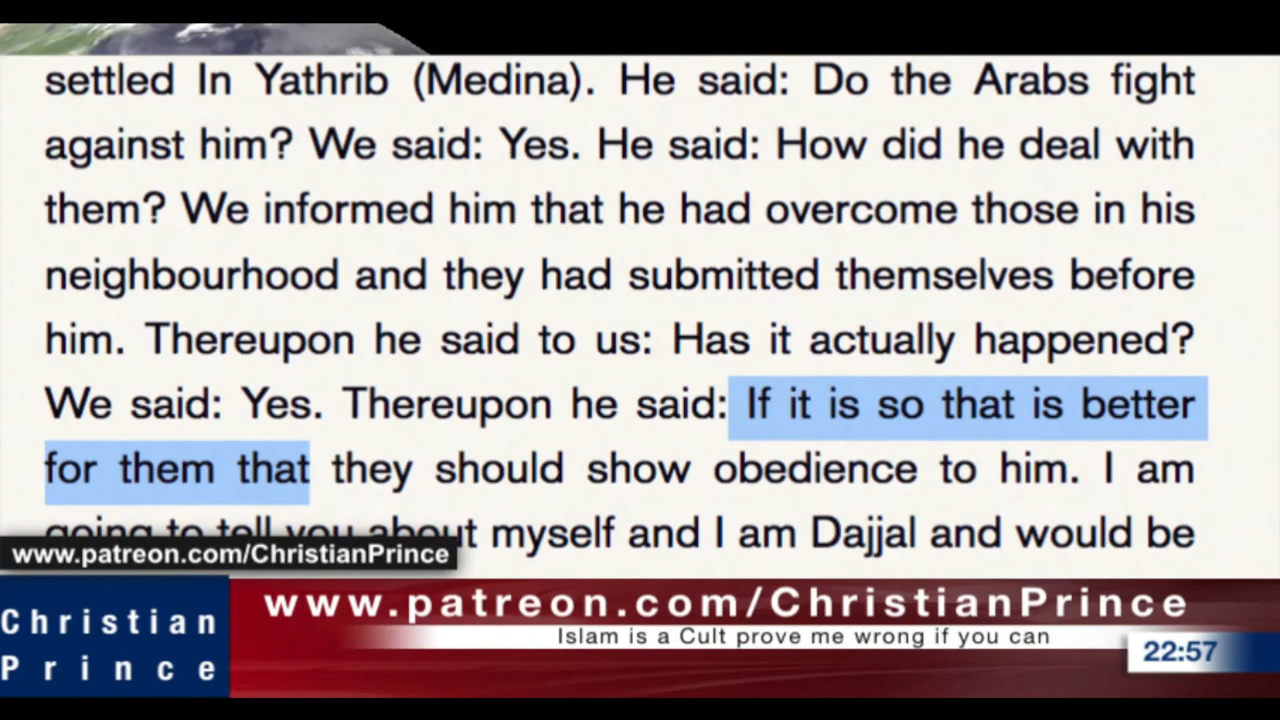 settled In Yathrib (Medina). He said: Do the Arabs fight
against him? We said: Yes. He said: How did he deal with
them? We informed him that he had overcome those in his
neighbourhood and they had submitted themselves before
him. Thereupon he said to us: Has it actually happened?
We said: Yes. Thereupon he said: If it is so that is better
for them that they should show obedience to him. I am
going to tell you about myself and I am Dajjal and would be
www.patreon.com/ChristianPrince
www.patreon.com/ChristianPrince
Islam is a Cult prove me wrong if you can
Christian
Prince
22:57